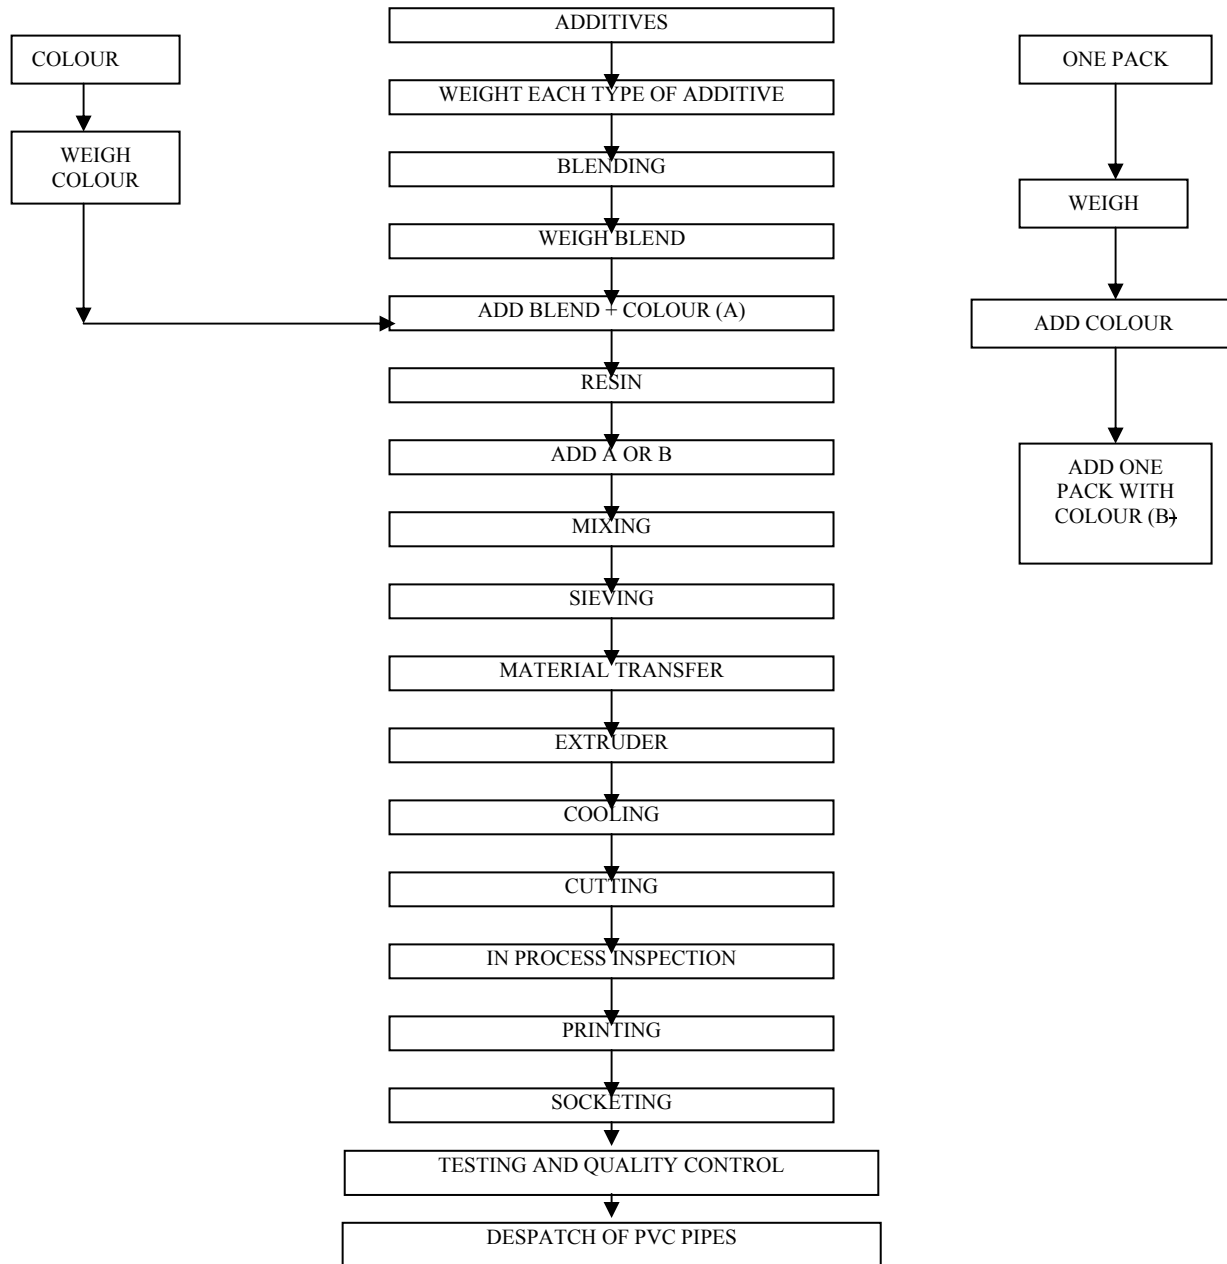 COLOUR
WEIGH
COLOUR
ADDITIVES
WEIGHT EACH TYPE OF ADDITIVE
BLENDING
WEIGH BLEND
ADD BLEND + COLOUR (A)
RESIN
ADD A OR B
MIXING
SIEVING
MATERIAL TRANSFER
EXTRUDER
COOLING
CUTTING
IN PROCESS INSPECTION
PRINTING
SOCKETING
TESTING AND QUALITY CONTROL
DESPATCH OF PVC PIPES
ONE PACK
WEIGH
ADD COLOUR
ADD ONE
PACK WITH
COLOUR (B)